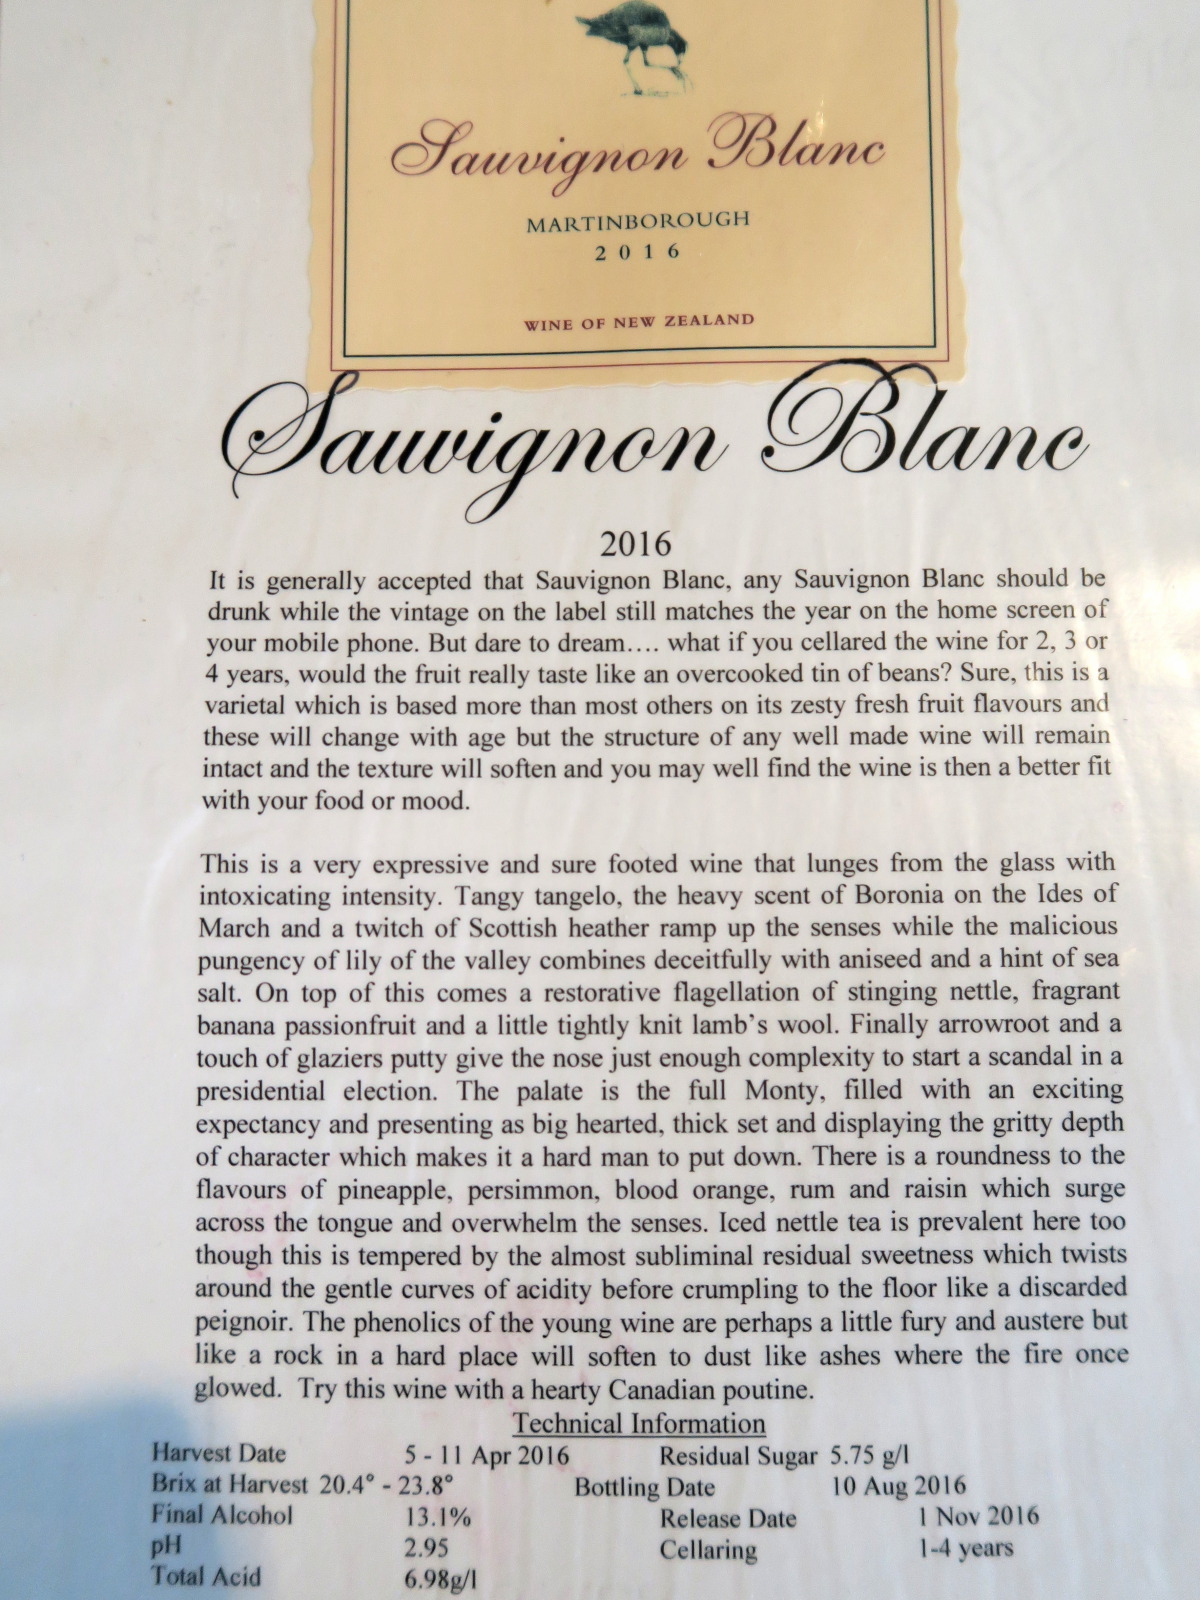 Sauvignon Blanc
MARTINBOROUGH
2016
WINE OF NEW ZEALAND
Sauvignon Blanc
2016
It is generally accepted that Sauvignon Blanc, any Sauvignon Blanc should be
drunk while the vintage on the label still matches the year on the home screen of
your mobile phone. But dare to dream.... what if you cellared the wine for 2, 3 or
4 years, would the fruit really taste like an overcooked tin of beans? Sure, this is a
varietal which is based more than most others on its zesty fresh fruit flavours and
these will change with age but the structure of any well made wine will remain
intact and the texture will soften and you may well find the wine is then a better fit
with your food or mood.
This is a very expressive and sure footed wine that lunges from the glass with
intoxicating intensity. Tangy tangelo, the heavy scent of Boronia on the Ides of
March and a twitch of Scottish heather ramp up the senses while the malicious
pungency of lily of the valley combines deceitfully with aniseed and a hint of sea
salt. On top of this comes a restorative flagellation of stinging nettle, fragrant
banana passionfruit and a little tightly knit lamb's wool. Finally arrowroot and a
touch of glaziers putty give the nose just enough complexity to start a scandal in a
presidential election. The palate is the full Monty, filled with an exciting
expectancy and presenting as big hearted, thick set and displaying the gritty depth
of character which makes it a hard man to put down. There is a roundness to the
flavours of pineapple, persimmon, blood orange, rum and raisin which surge
across the tongue and overwhelm the senses. Iced nettle tea is prevalent here too
though this is tempered by the almost subliminal residual sweetness which twists
around the gentle curves of acidity before crumpling to the floor like a discarded
peignoir. The phenolics of the young wine are perhaps a little fury and austere but
like a rock in a hard place will soften to dust like ashes where the fire once
glowed. Try this wine with a hearty Canadian poutine.
Technical Information
Harvest Date 5 - 11 Apr 2016 Residual Sugar 5.75 g/l
Brix at Harvest 20.4° - 23.8° Bottling Date 10 Aug 2016
Final Alcohol 13.1% Release Date 1 Nov 2016
pH 2.95 Cellaring 1-4 years
Total Acid 6.98g/l